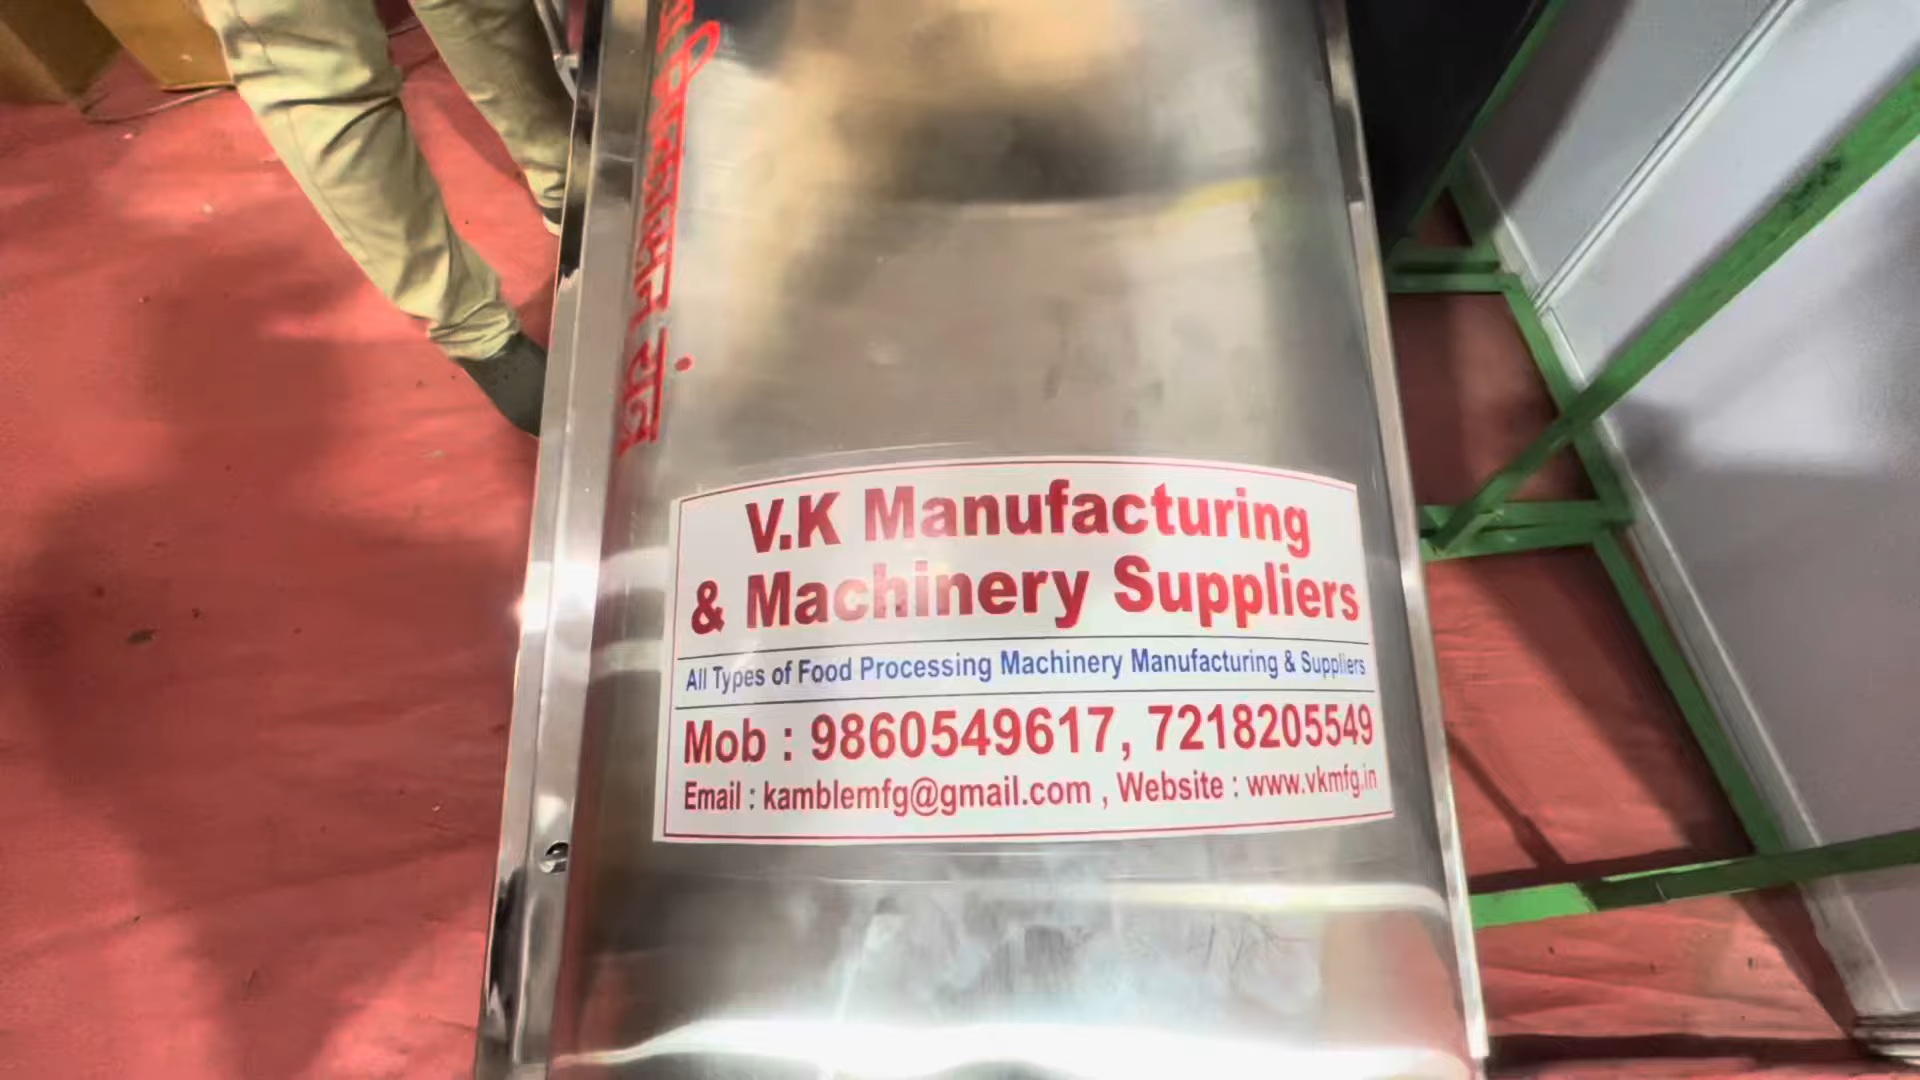 V.K Manufacturing
& Machinery Suppliers
All Types of Food Processing Machinery Manufacturing & Suppliers
Mob : 9860549617, 7218205549
Email : kamblemfg@gmail.com , Website : www.vkmfg.in